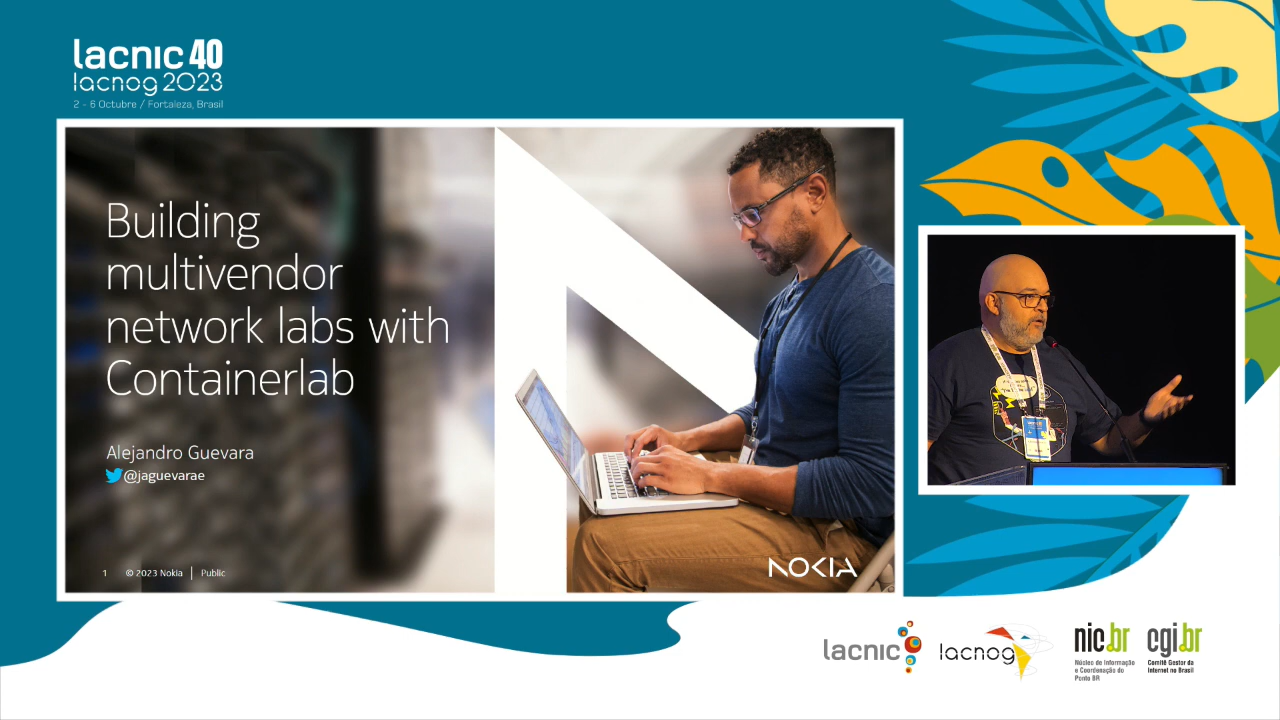 lacnic 40
lacnog 2023
2 - 6 Octubre / Fortaleza, Brasil
Building
multivendor
network labs with
Containerlab
Alejandro Guevara
@jaguevarae
1 © 2023 Nokia | Public
NOKIA
lacnic
lacnog
nic.br
Núcleo de Informação
e Coordenação do
Ponto BR
cgi.br
Comitê Gestor da
Internet no Brasil